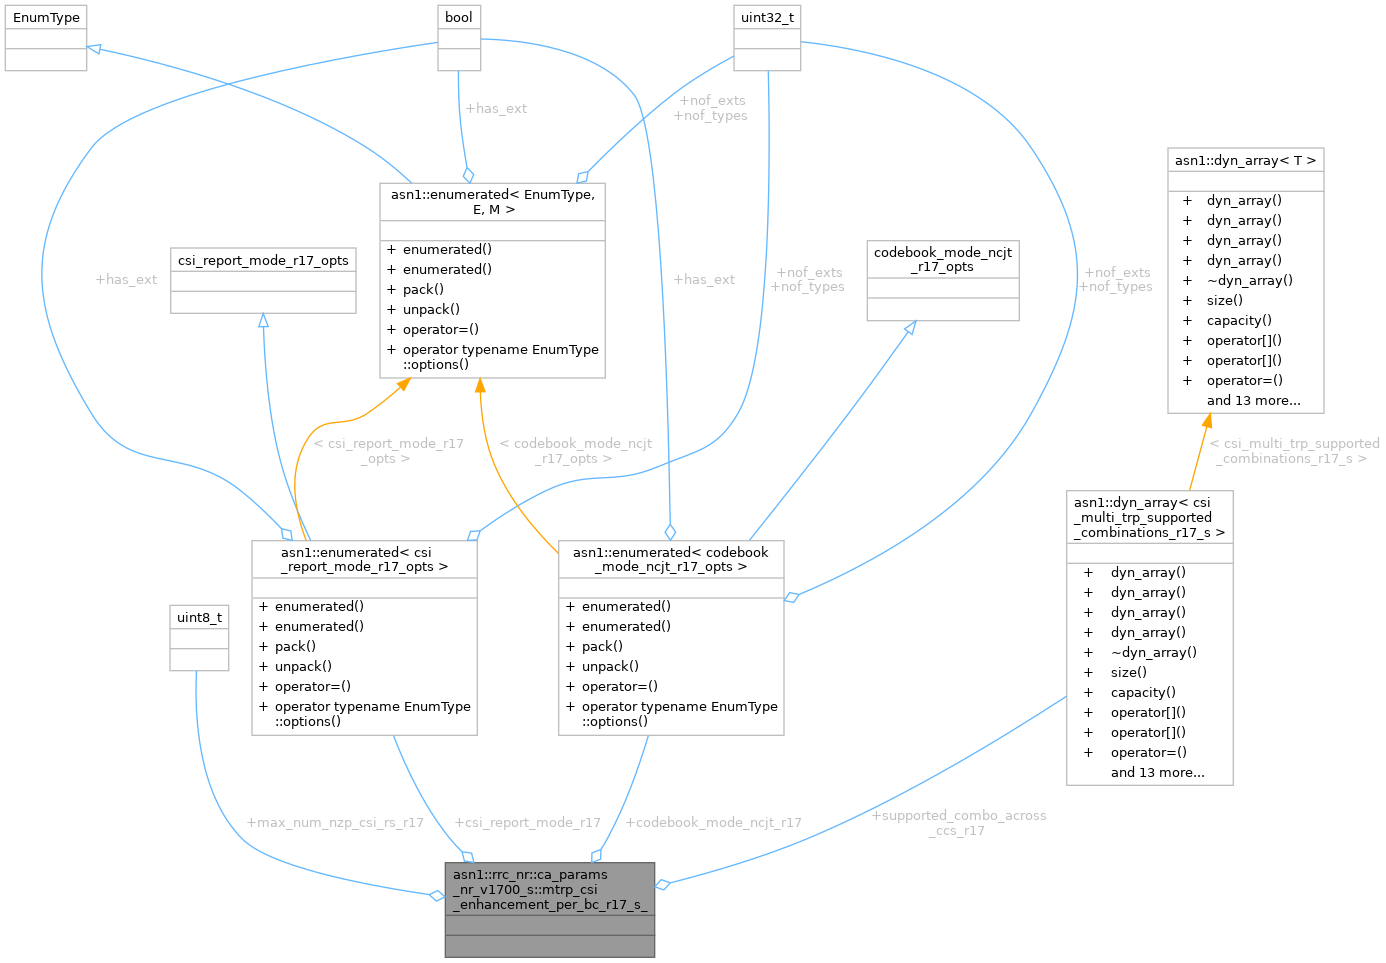 EnumType
bool
uint32_t
+has_ext
+nof_exts
+nof_types
asn1::dyn_array< T >
+ dyn_array()
+ dyn_array()
+ dyn_array()
+ dyn_array()
+ ~dyn_array()
+ size()
+ capacity()
+ operator[]()
+ operator[]()
+ operator=()
and 13 more...
asn1::enumerated< EnumType,
E, M >
+ enumerated()
+ enumerated()
+ pack()
+ unpack()
+ operator=()
+ operator typename EnumType
::options()
csi_report_mode_r17_opts
codebook_mode_ncjt
_r17_opts
+has_ext
+has_ext
+nof_exts
+nof_types
+nof_exts
+nof_types
< csi_report_mode_r17
_opts >
< codebook_mode_ncjt
_r17_opts >
< csi_multi_trp_supported
_combinations_r17_s >
asn1::dyn_array< csi
_multi_trp_supported
_combinations_r17_s >
+ dyn_array()
+ dyn_array()
+ dyn_array()
+ dyn_array()
+ ~dyn_array()
+ size()
+ capacity()
+ operator[]()
+ operator[]()
+ operator=()
and 13 more...
asn1::enumerated< csi
_report_mode_r17_opts >
+ enumerated()
+ enumerated()
+ pack()
+ unpack()
+ operator=()
+ operator typename EnumType
::options()
asn1::enumerated< codebook
_mode_ncjt_r17_opts >
+ enumerated()
+ enumerated()
+ pack()
+ unpack()
+ operator=()
+ operator typename EnumType
::options()
uint8_t
+max_num_nzp_csi_rs_r17
+csi_report_mode_r17
+codebook_mode_ncjt_r17
+supported_combo_across
_ccs_r17
asn1::rrc_nr::ca_params
_nr_v1700_s::mtrp_csi
_enhancement_per_bc_r17_s_